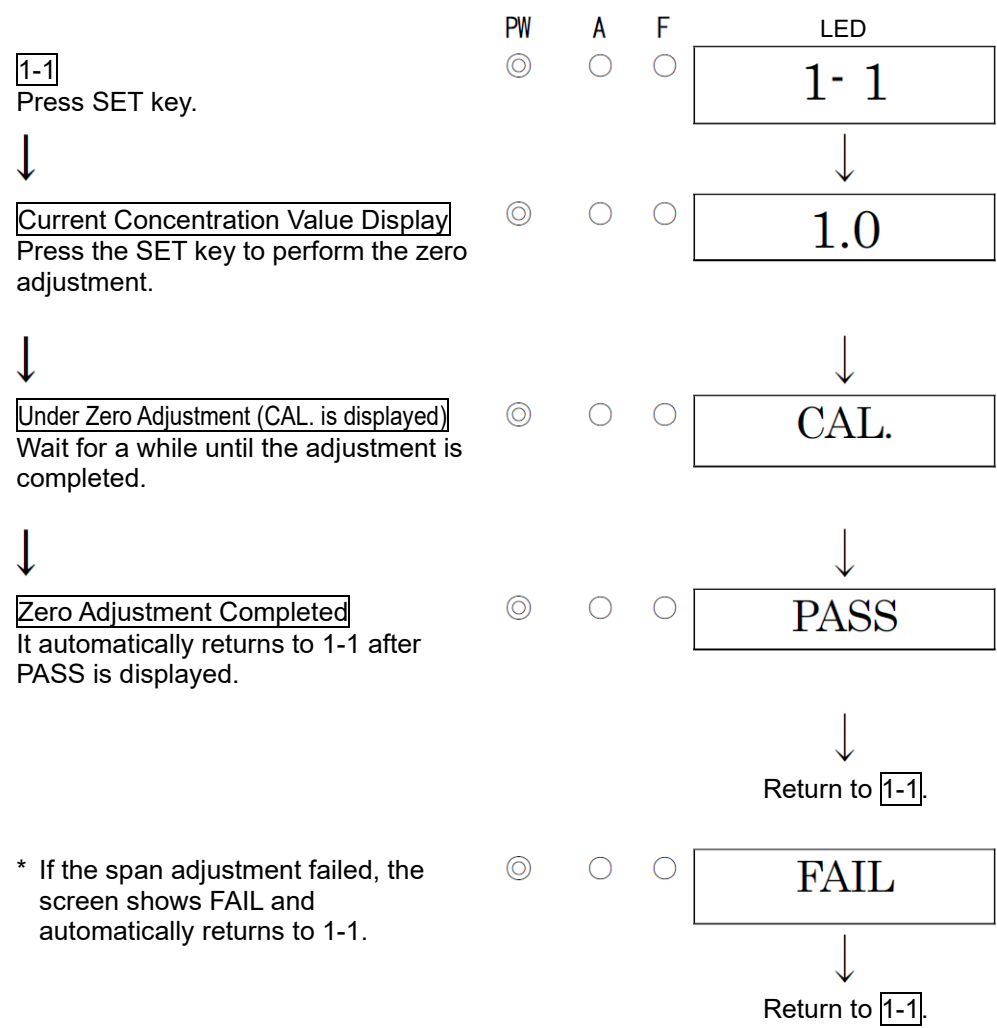 PW A F LED
1-1
Press SET key.
1- 1
Current Concentration Value Display
Press the SET key to perform the zero
adjustment.
1.0
Under Zero Adjustment (CAL. is displayed)
Wait for a while until the adjustment is
completed.
CAL.
Zero Adjustment Completed
It automatically returns to 1-1 after
PASS is displayed.
PASS
Return to 1-1.
* If the span adjustment failed, the
screen shows FAIL and
automatically returns to 1-1.
FAIL
Return to 1-1.